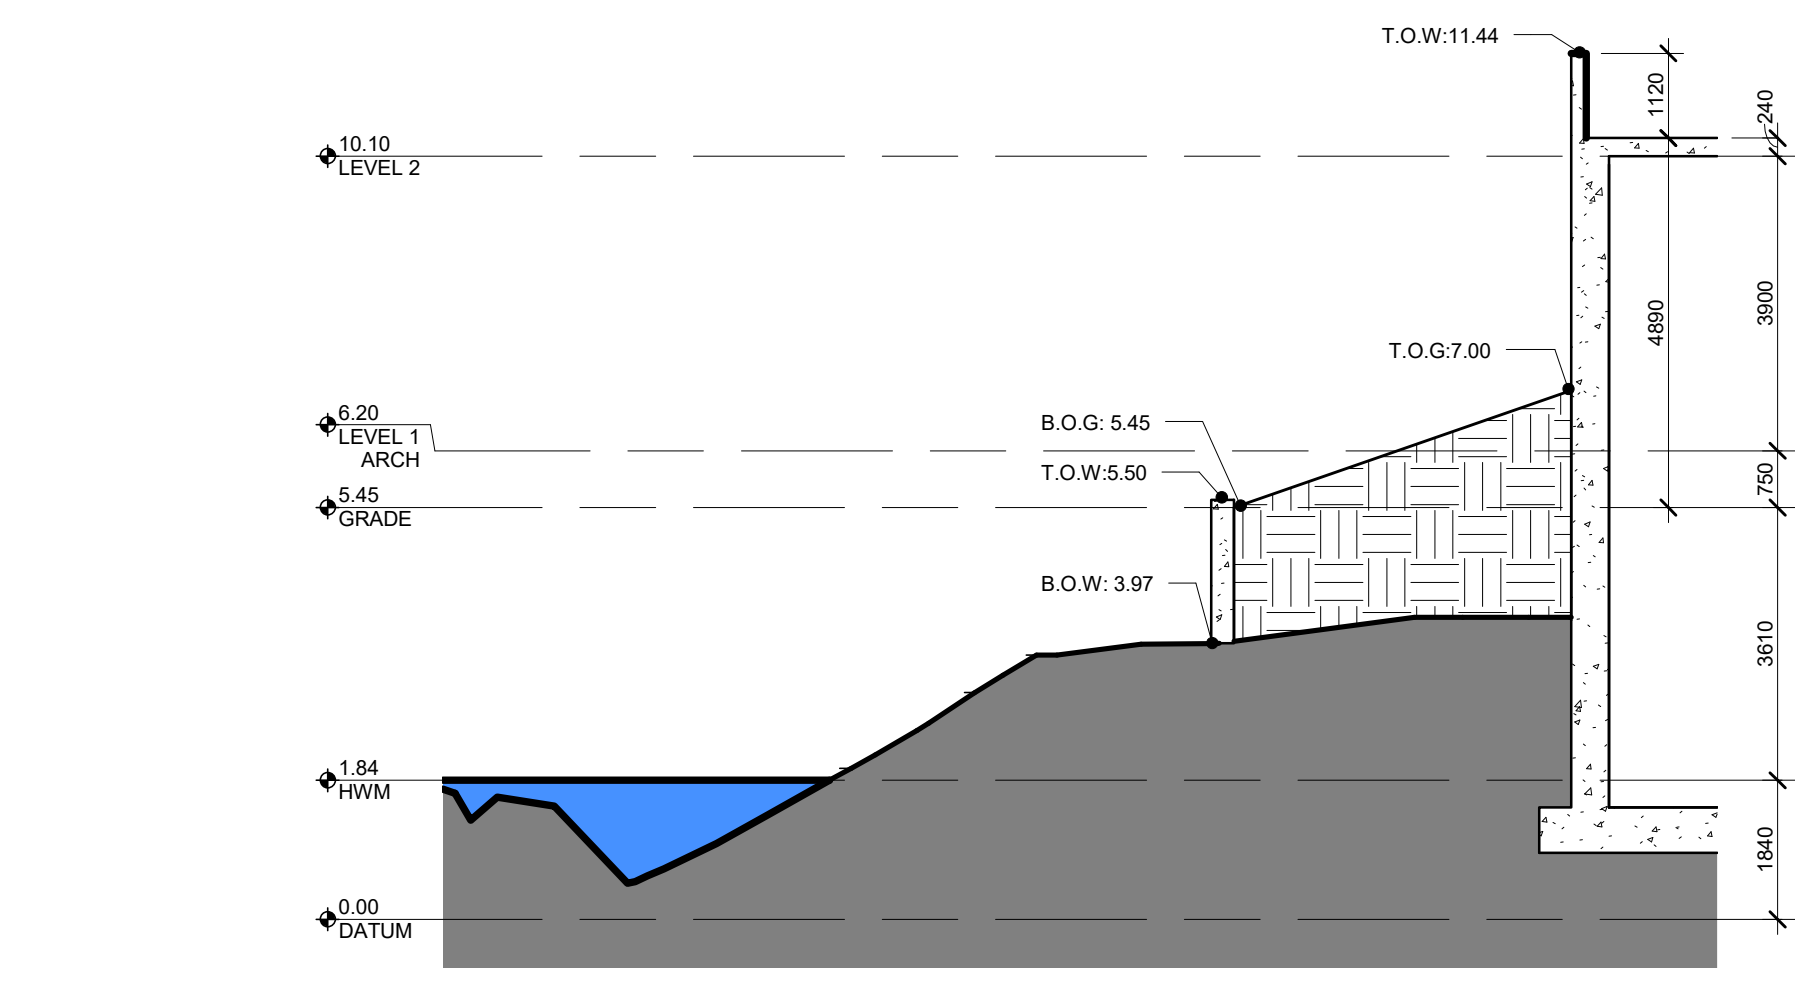 T.O.W:11.44
1120
240
10.10
LEVEL 2
3900
4890
T.O.G:7.00
6.20
LEVEL 1
ARCH
B.O.G: 5.45
T.O.W:5.50
750
5.45
GRADE
B.O.W: 3.97
3610
1.84
HWM
1840
0.00
DATUM